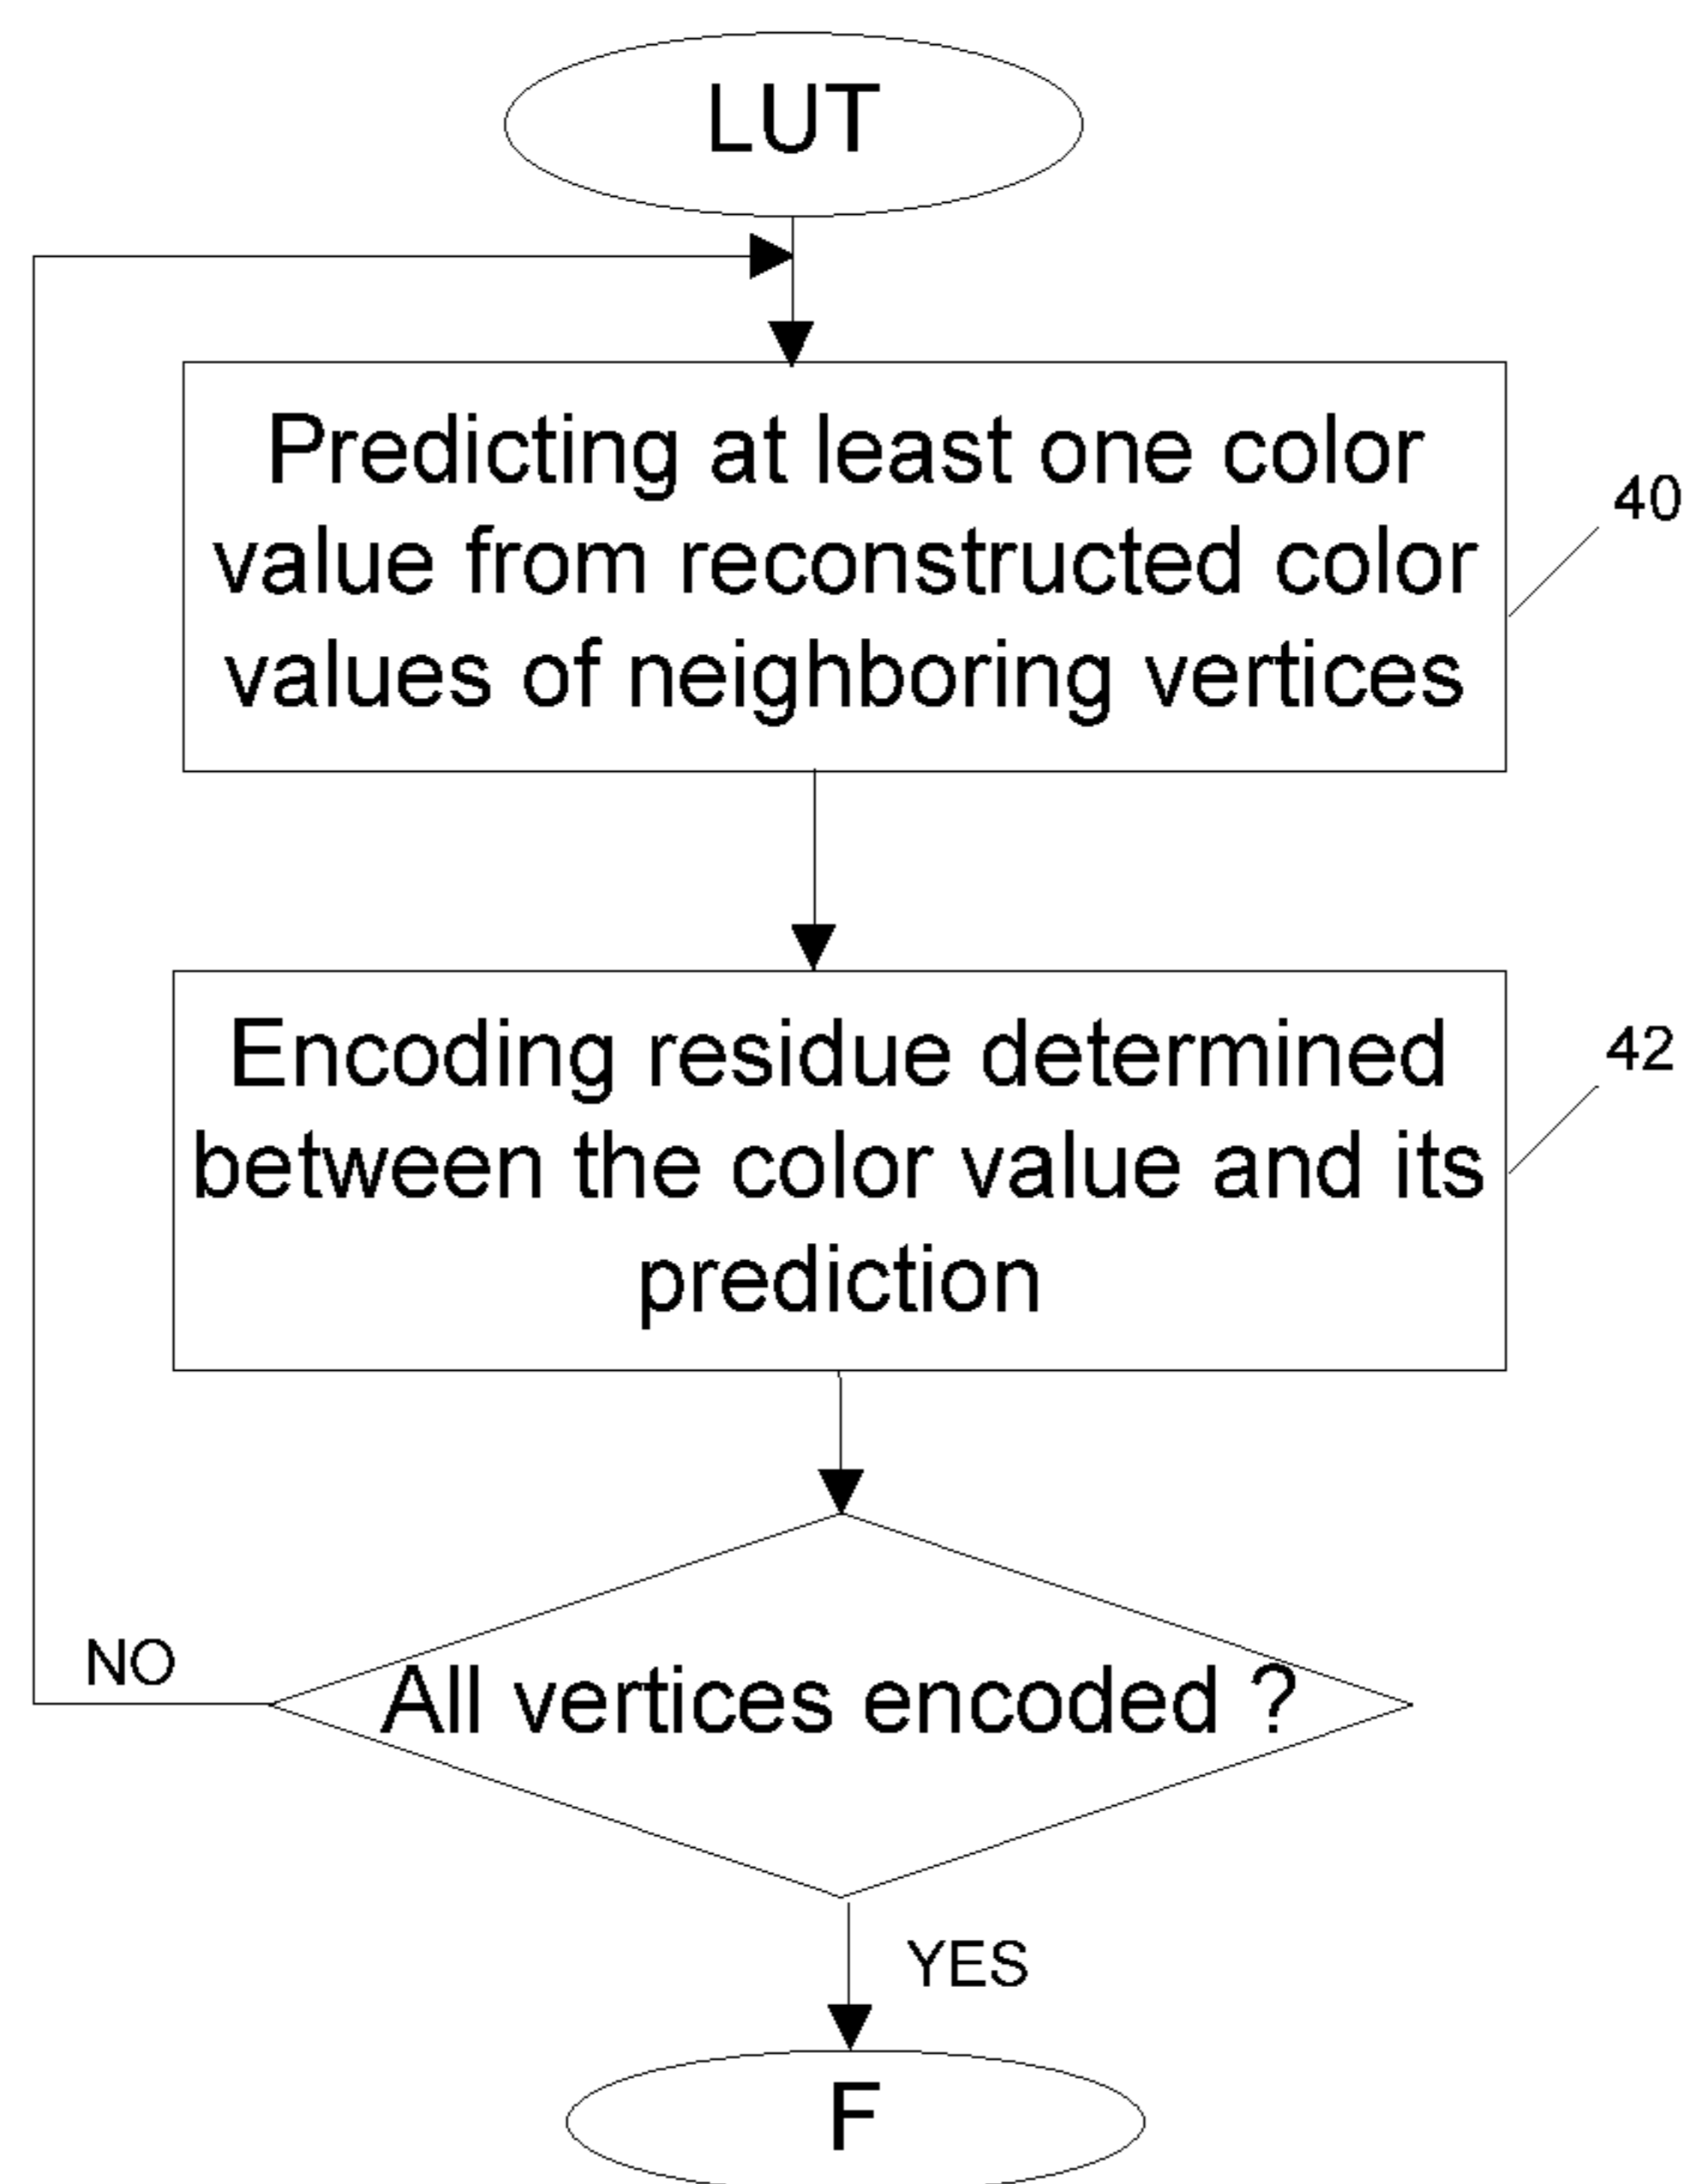 LUT
Predicting at least one color
value from reconstructed color
values of neighboring vertices
40
Encoding residue determined
between the color value and its
prediction
42
All vertices encoded ?
NO
YES
F